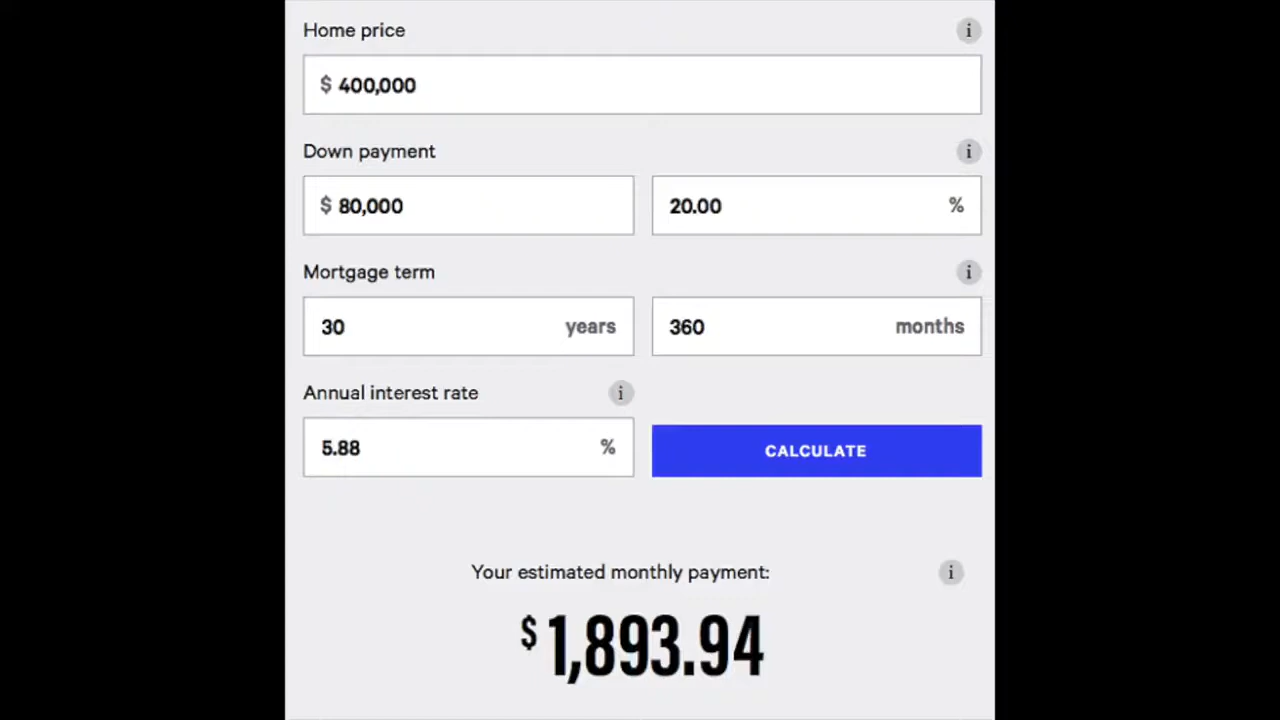 Home price i
$ 400,000
Down payment i
$ 80,000 20.00 %
Mortgage term i
30 years 360 months
Annual interest rate i
5.88 % CALCULATE
Your estimated monthly payment: i
$1,893.94